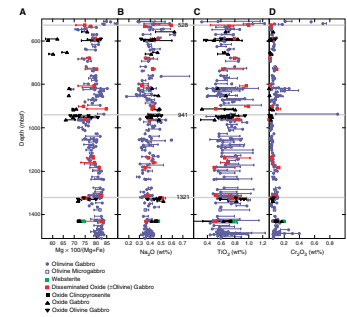 A
B
C
D
528
600
800
941
1000
1200
1321
1400
Depth (mbsf)
60 65 70 75 80 85
0.2 0.3 0.4 0.5 0.6 0.7
0.4 0.6 0.8 1.0 1.2
0 0.2 0.4 0.6 0.8 1
Mg × 100/(Mg+Fe)
Na₂O (wt%)
TiO₂ (wt%)
Cr₂O₃ (wt%)
Olinvine Gabbro
Olivine Microgabbro
Websterite
Disseminated Oxide (±Olivine) Gabbro
Oxide Clinopyroxenite
Oxide Gabbro
Oxide Olivine Gabbro